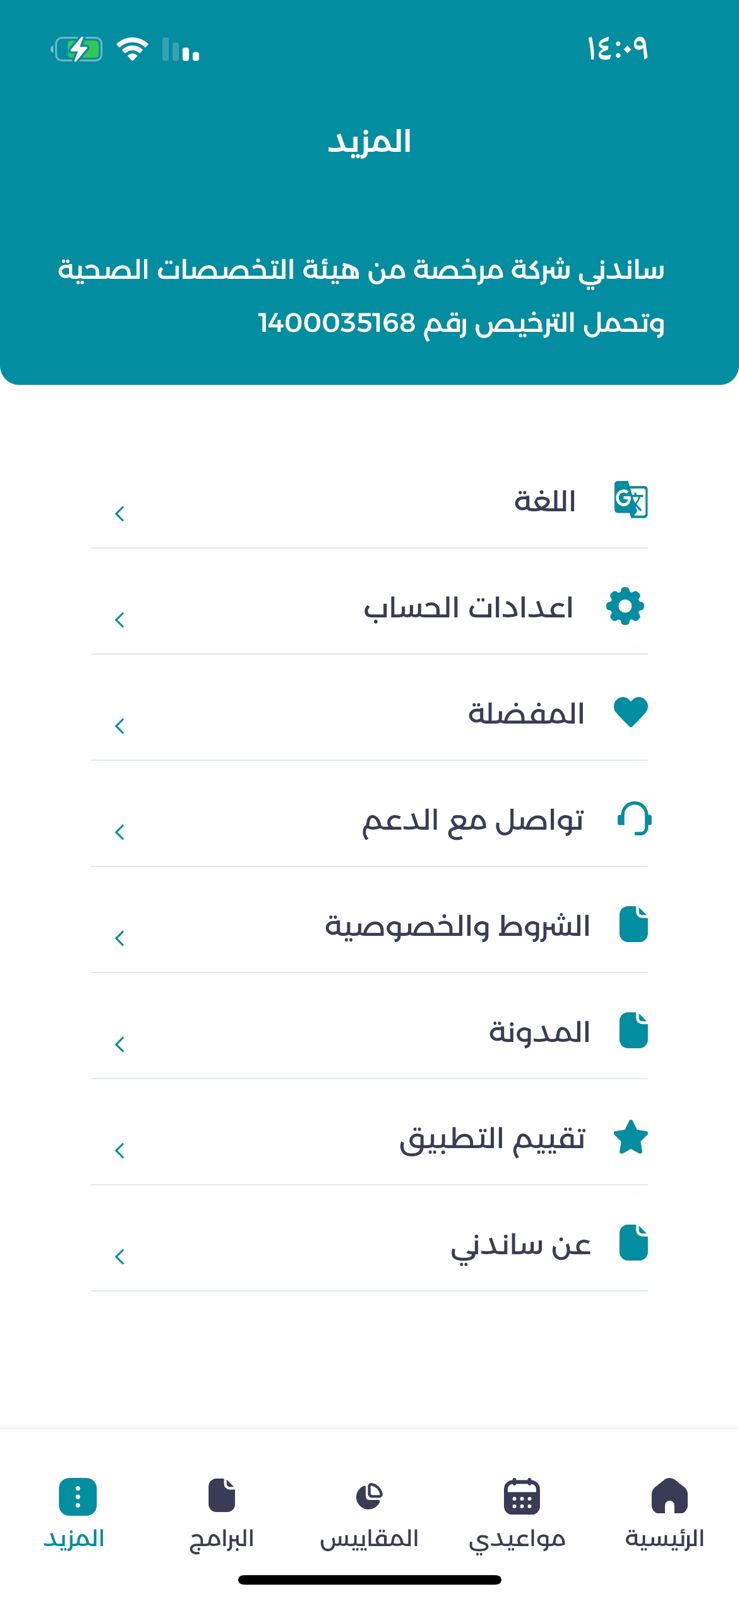 ١٤:٠٩
المزيد
ساندني شركة مرخصة من هيئة التخصصات الصحية
وتحمل الترخيص رقم 1400035168
اللغة
اعدادات الحساب
المفضلة
تواصل مع الدعم
الشروط والخصوصية
المدونة
تقييم التطبيق
عن ساندني
الرئيسية
مواعيدي
المقاييس
البرامج
المزيد